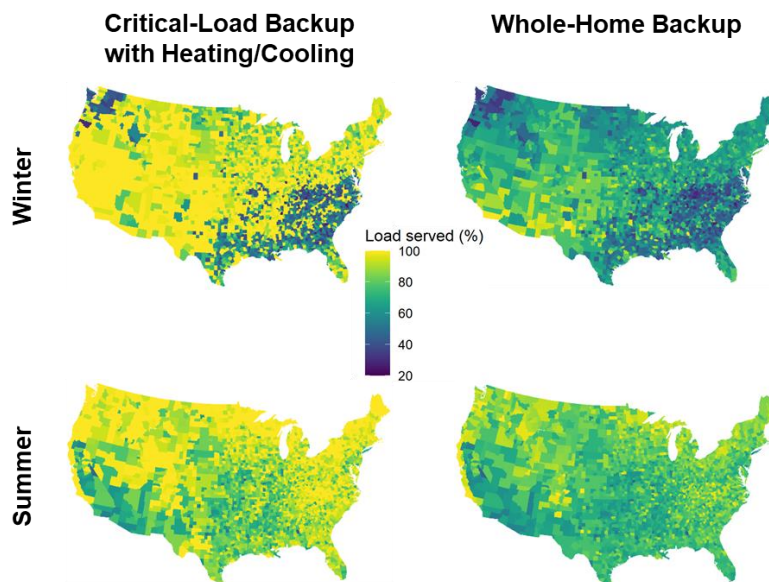 Critical-Load Backup
with Heating/Cooling
Whole-Home Backup
Winter
Load served (%)
100
80
60
40
20
Summer